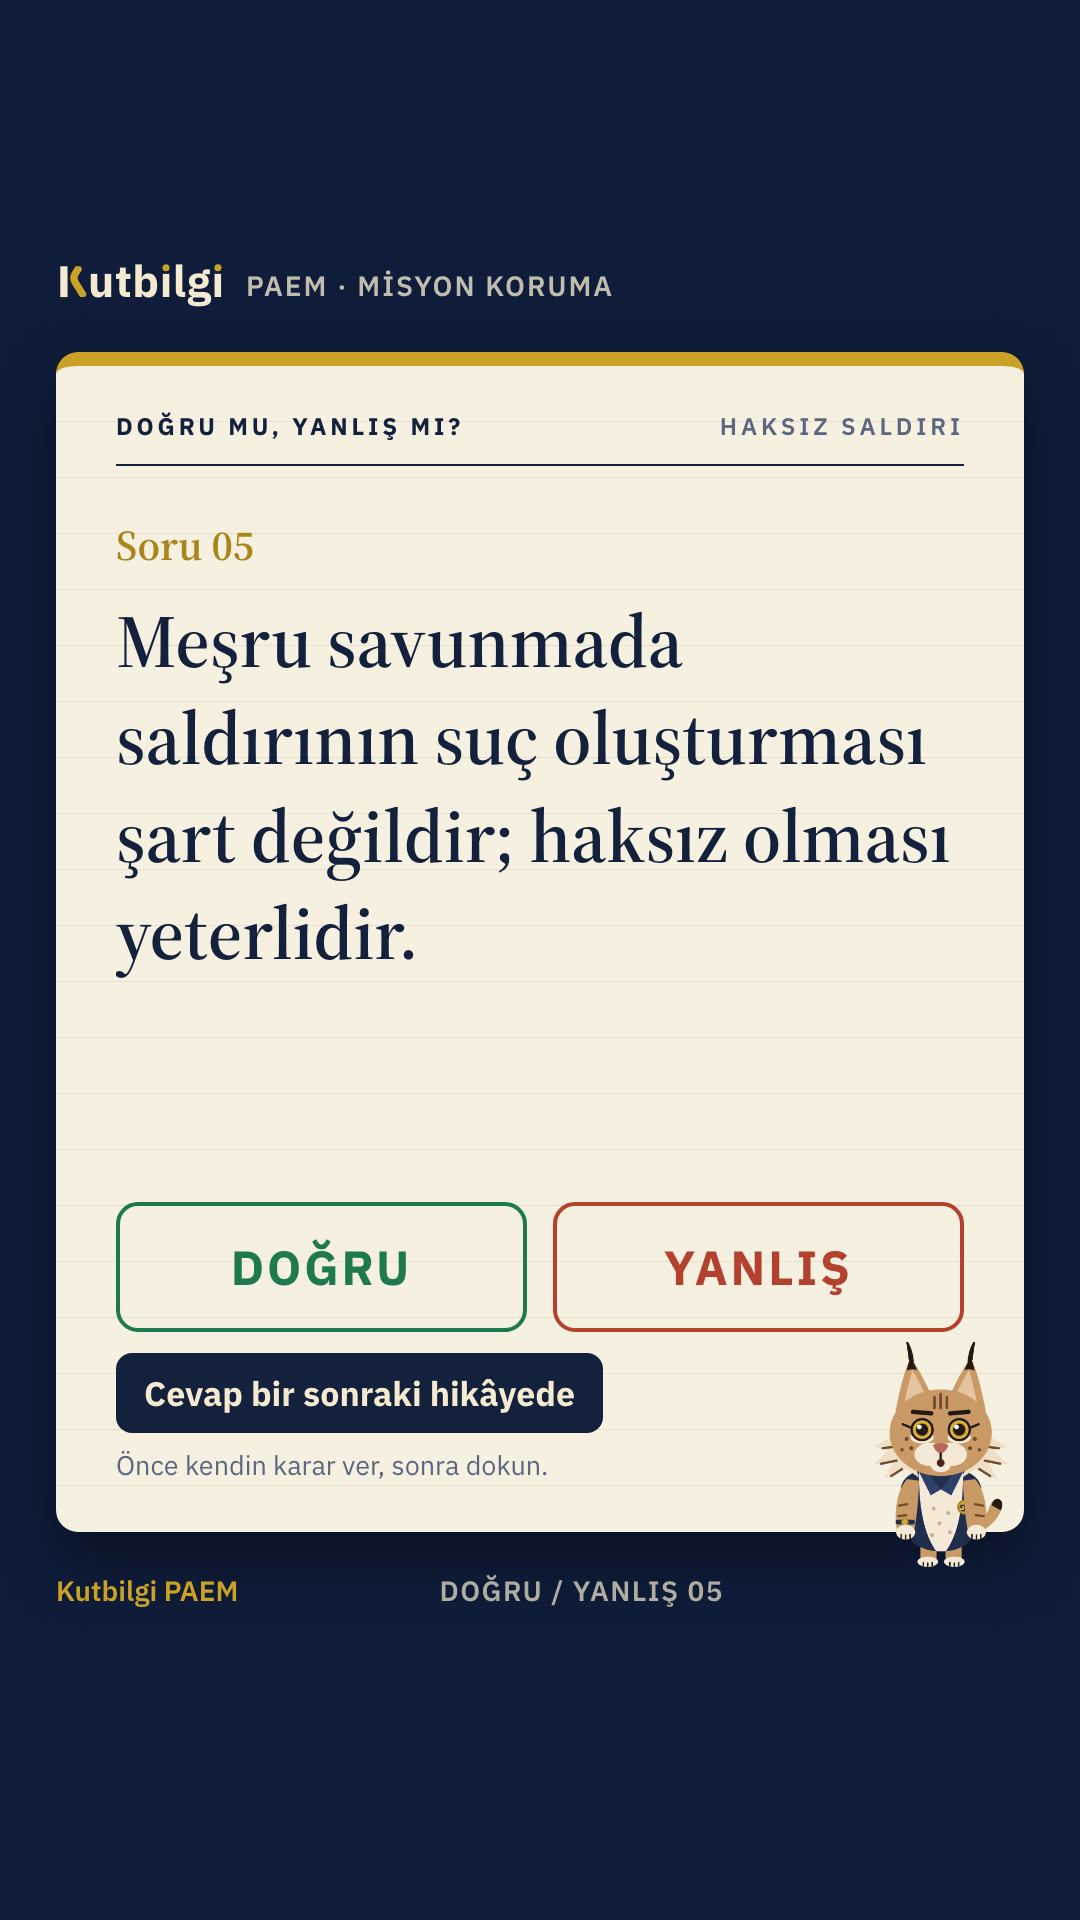 Kutbilgi PAEM · MİSYON KORUMA
DOĞRU MU, YANLIŞ MI? HAKSIZ SALDIRI
Soru 05
Meşru savunmada
saldırının suç oluşturması
şart değildir; haksız olması
yeterlidir.
DOĞRU YANLIŞ
Cevap bir sonraki hikâyede
Önce kendin karar ver, sonra dokun.
Kutbilgi PAEM DOĞRU / YANLIŞ 05